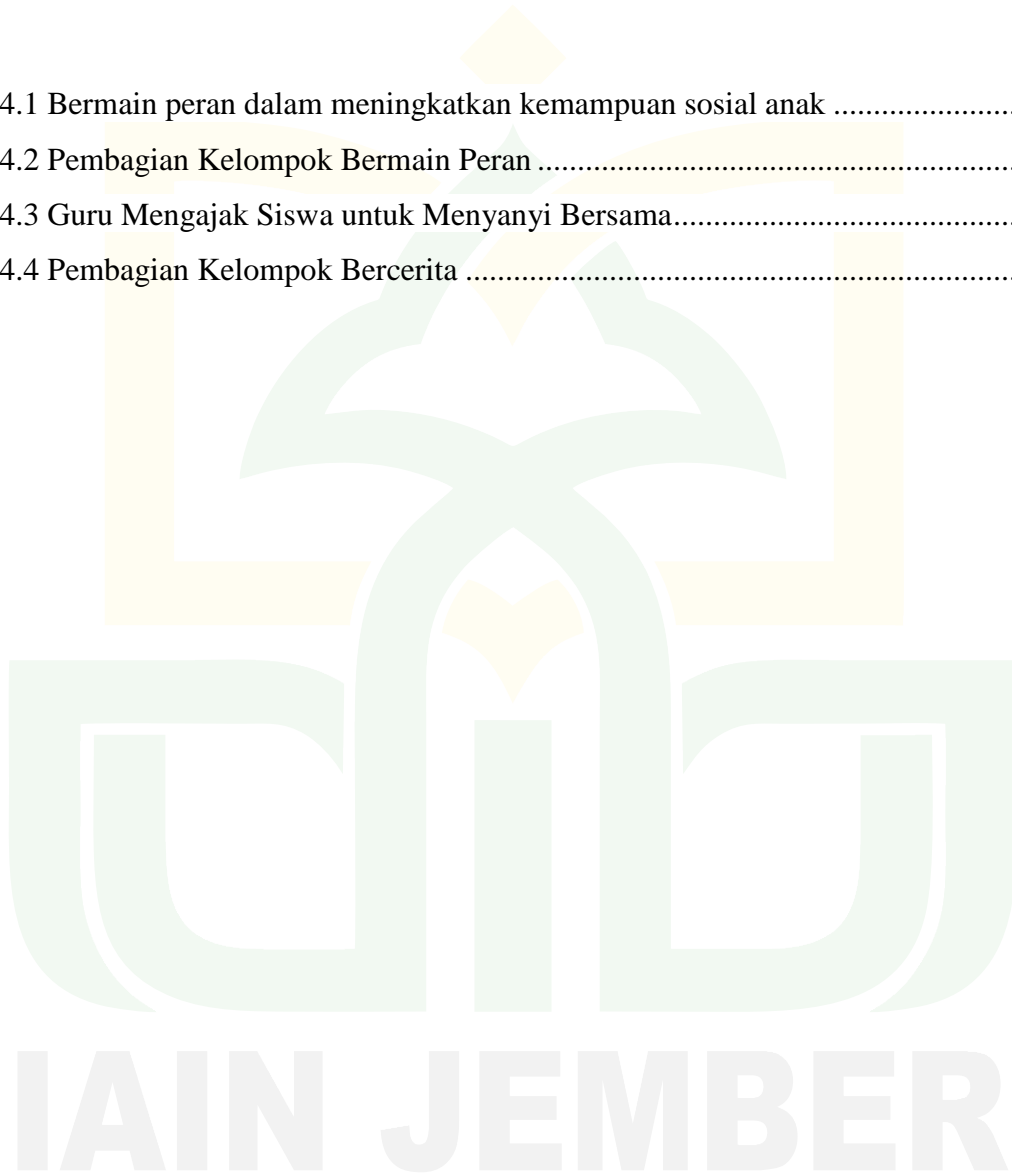 4.1 Bermain peran dalam meningkatkan kemampuan sosial anak ......................
4.2 Pembagian Kelompok Bermain Peran ..........................................................
4.3 Guru Mengajak Siswa untuk Menyanyi Bersama.........................................
4.4 Pembagian Kelompok Bercerita ..................................................................
IAIN JEMBER